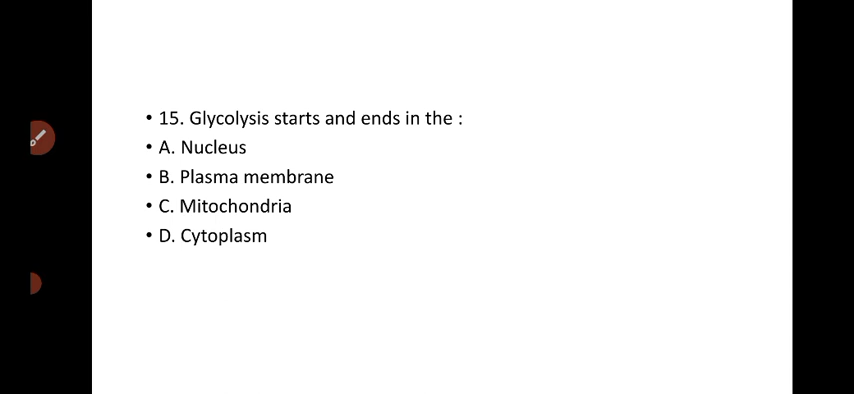 • 15. Glycolysis starts and ends in the :
• A. Nucleus
• B. Plasma membrane
• C. Mitochondria
• D. Cytoplasm